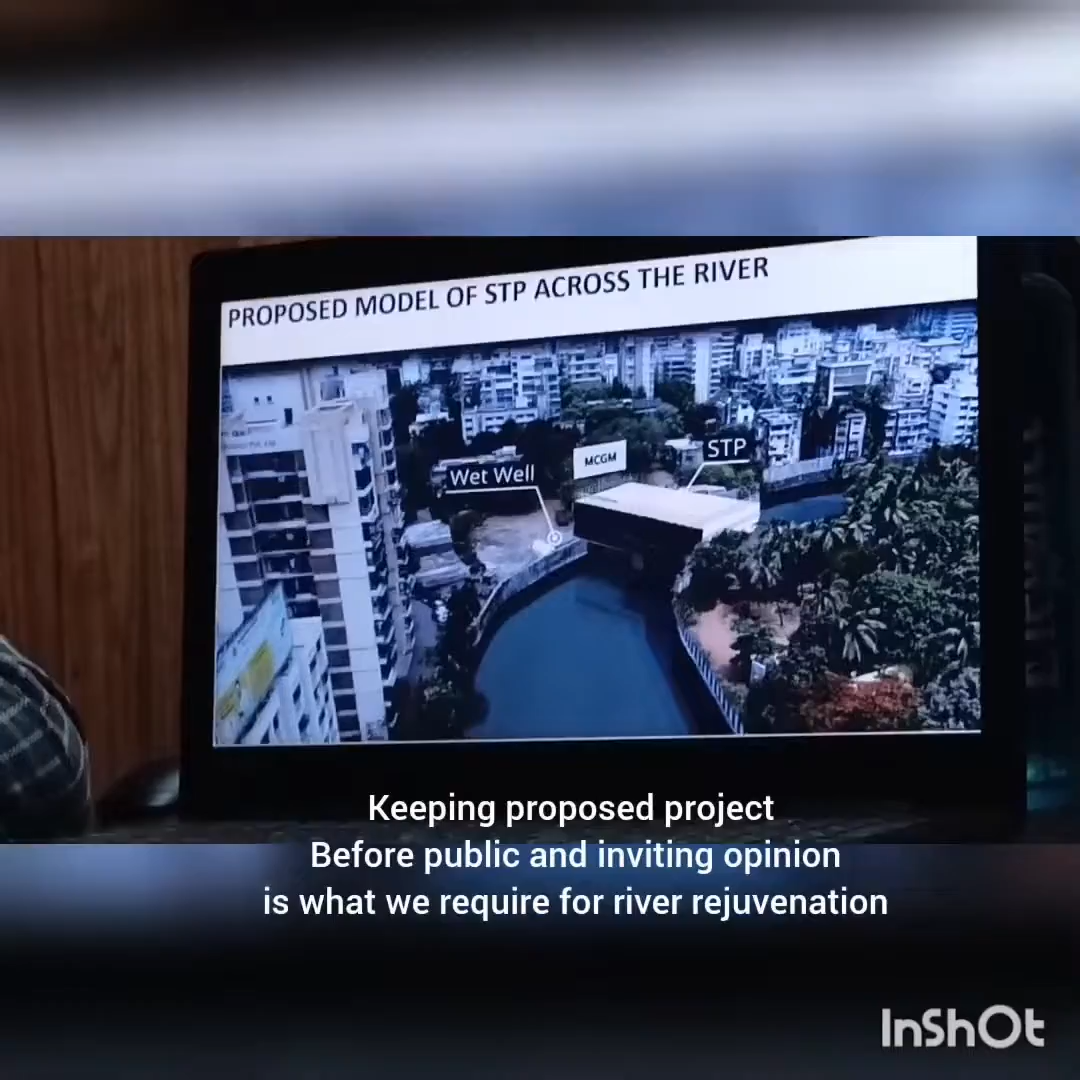 PROPOSED MODEL OF STP ACROSS THE RIVER
Wet Well
MCGM
STP
Keeping proposed project
Before public and inviting opinion
is what we require for river rejuvenation
InShOt